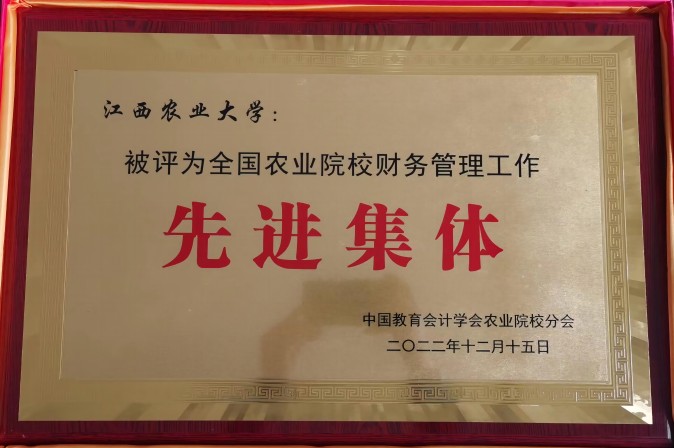 江西农业大学：
被评为全国农业院校财务管理工作
先进集体
中国教育会计学会农业院校分会
二〇二二年十二月十五日